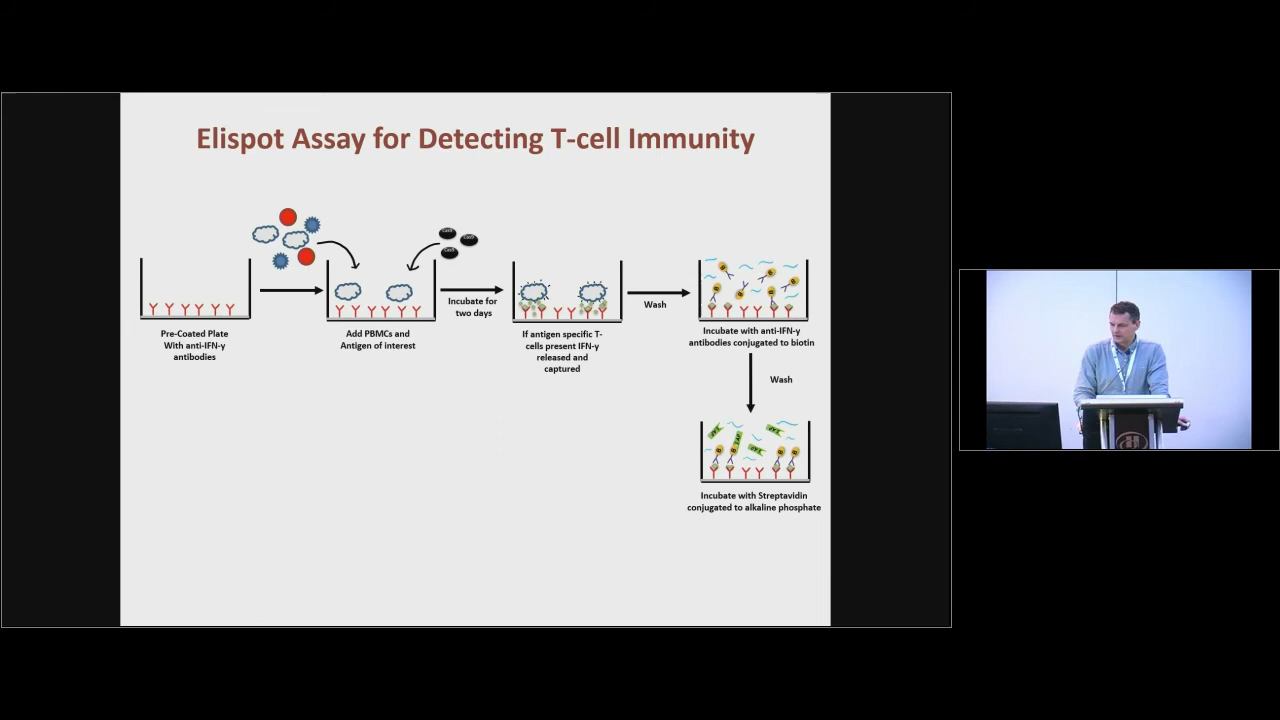 Elispot Assay for Detecting T-cell Immunity
Pre-Coated Plate
With anti-IFN-y
antibodies
Add PBMCs and
Antigen of interest
Incubate for
two days
If antigen specific T-
cells present IFN-y
released and
captured
Wash
Incubate with anti-IFN-y
antibodies conjugated to biotin
Wash
Incubate with Streptavidin
conjugated to alkaline phosphate